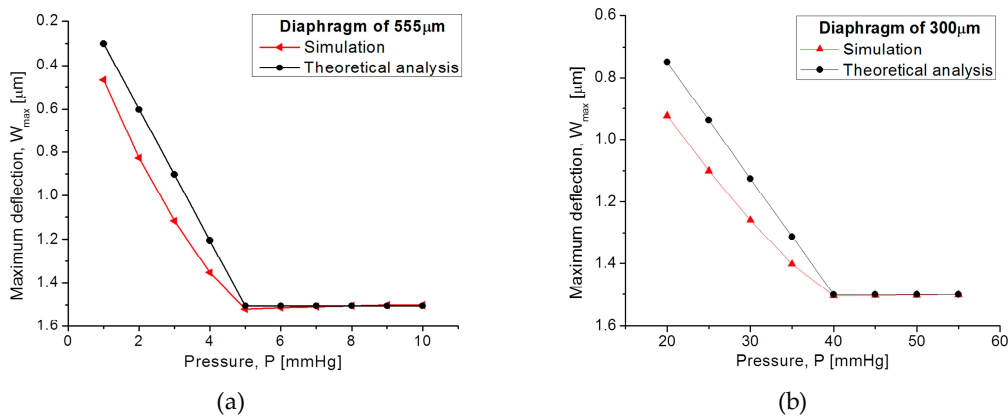 Diaphragm of 555μm
Simulation
Theoretical analysis
Maximum deflection, W_max [μm]
0.2
0.4
0.6
0.8
1.0
1.2
1.4
1.6
0 2 4 6 8 10
Pressure, P [mmHg]
(a)
Diaphragm of 300μm
Simulation
Theoretical analysis
Maximum deflection, W_max [μm]
0.6
0.8
1.0
1.2
1.4
1.6
20 30 40 50 60
Pressure, P [mmHg]
(b)